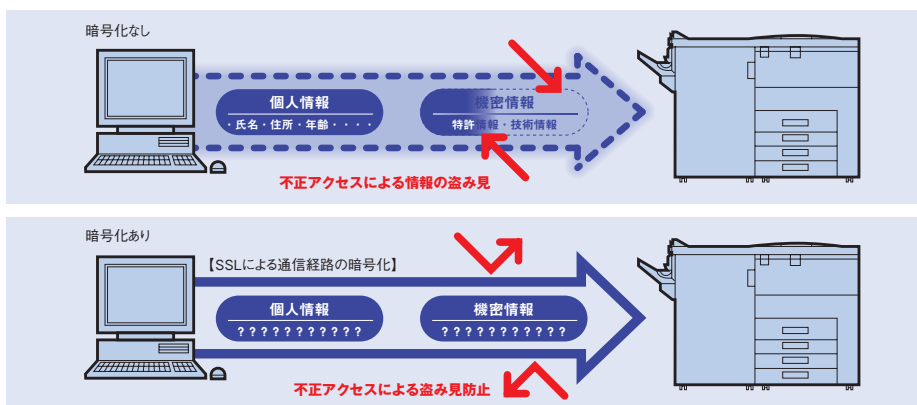 暗号化なし
個人情報
・氏名・住所・年齢・・・・
機密情報
特許情報・技術情報
不正アクセスによる情報の盗み見
暗号化あり
【SSLによる通信経路の暗号化】
個人情報
???????????
機密情報
???????????
不正アクセスによる盗み見防止